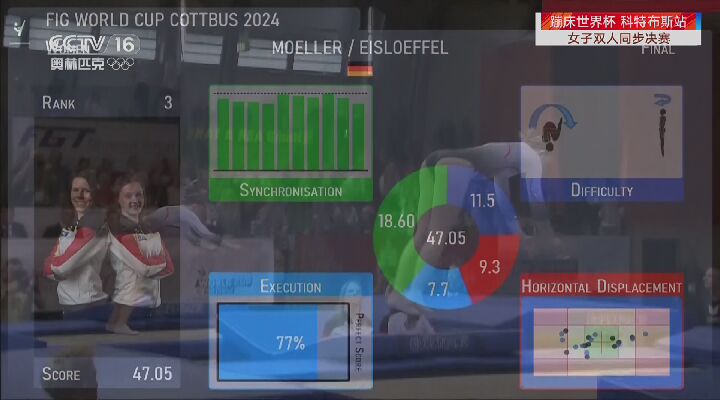 FIG WORLD CUP COTTBUS 2024
蹦床世界杯 科特布斯站
女子双人同步决赛
CCTV 16
奥林匹克
WOMEN
MOELLER / EISLOEFFEL
FINAL
RANK 3
SYNCHRONISATION
DIFFICULTY
18.60
11.5
47.05
9.3
7.7
EXECUTION
77%
PERFECT SCORE
HORIZONTAL DISPLACEMENT
SCORE 47.05